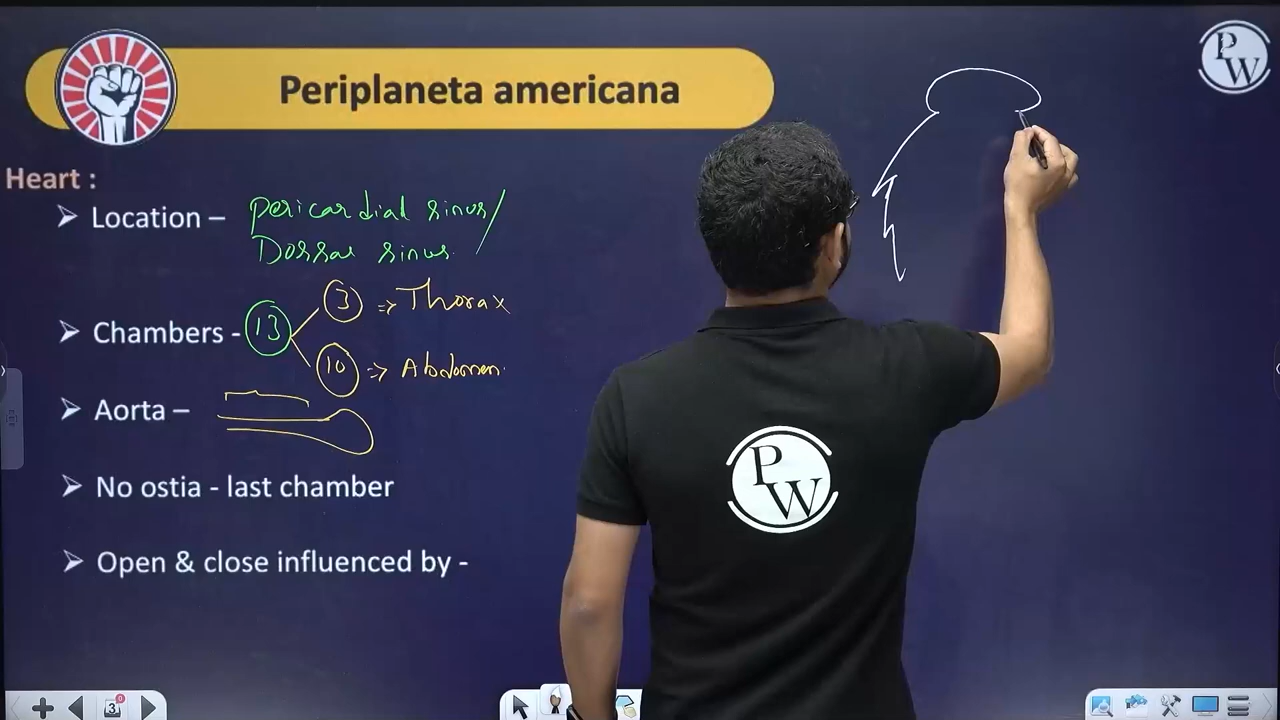 Periplaneta americana
PW
Heart :
➤ Location – Pericardial sinus/
Dorsal sinus.
③ => Thorax
➤ Chambers - ⑬
⑩ => Abdomen.
➤ Aorta –
➤ No ostia - last chamber
➤ Open & close influenced by -
PW
3